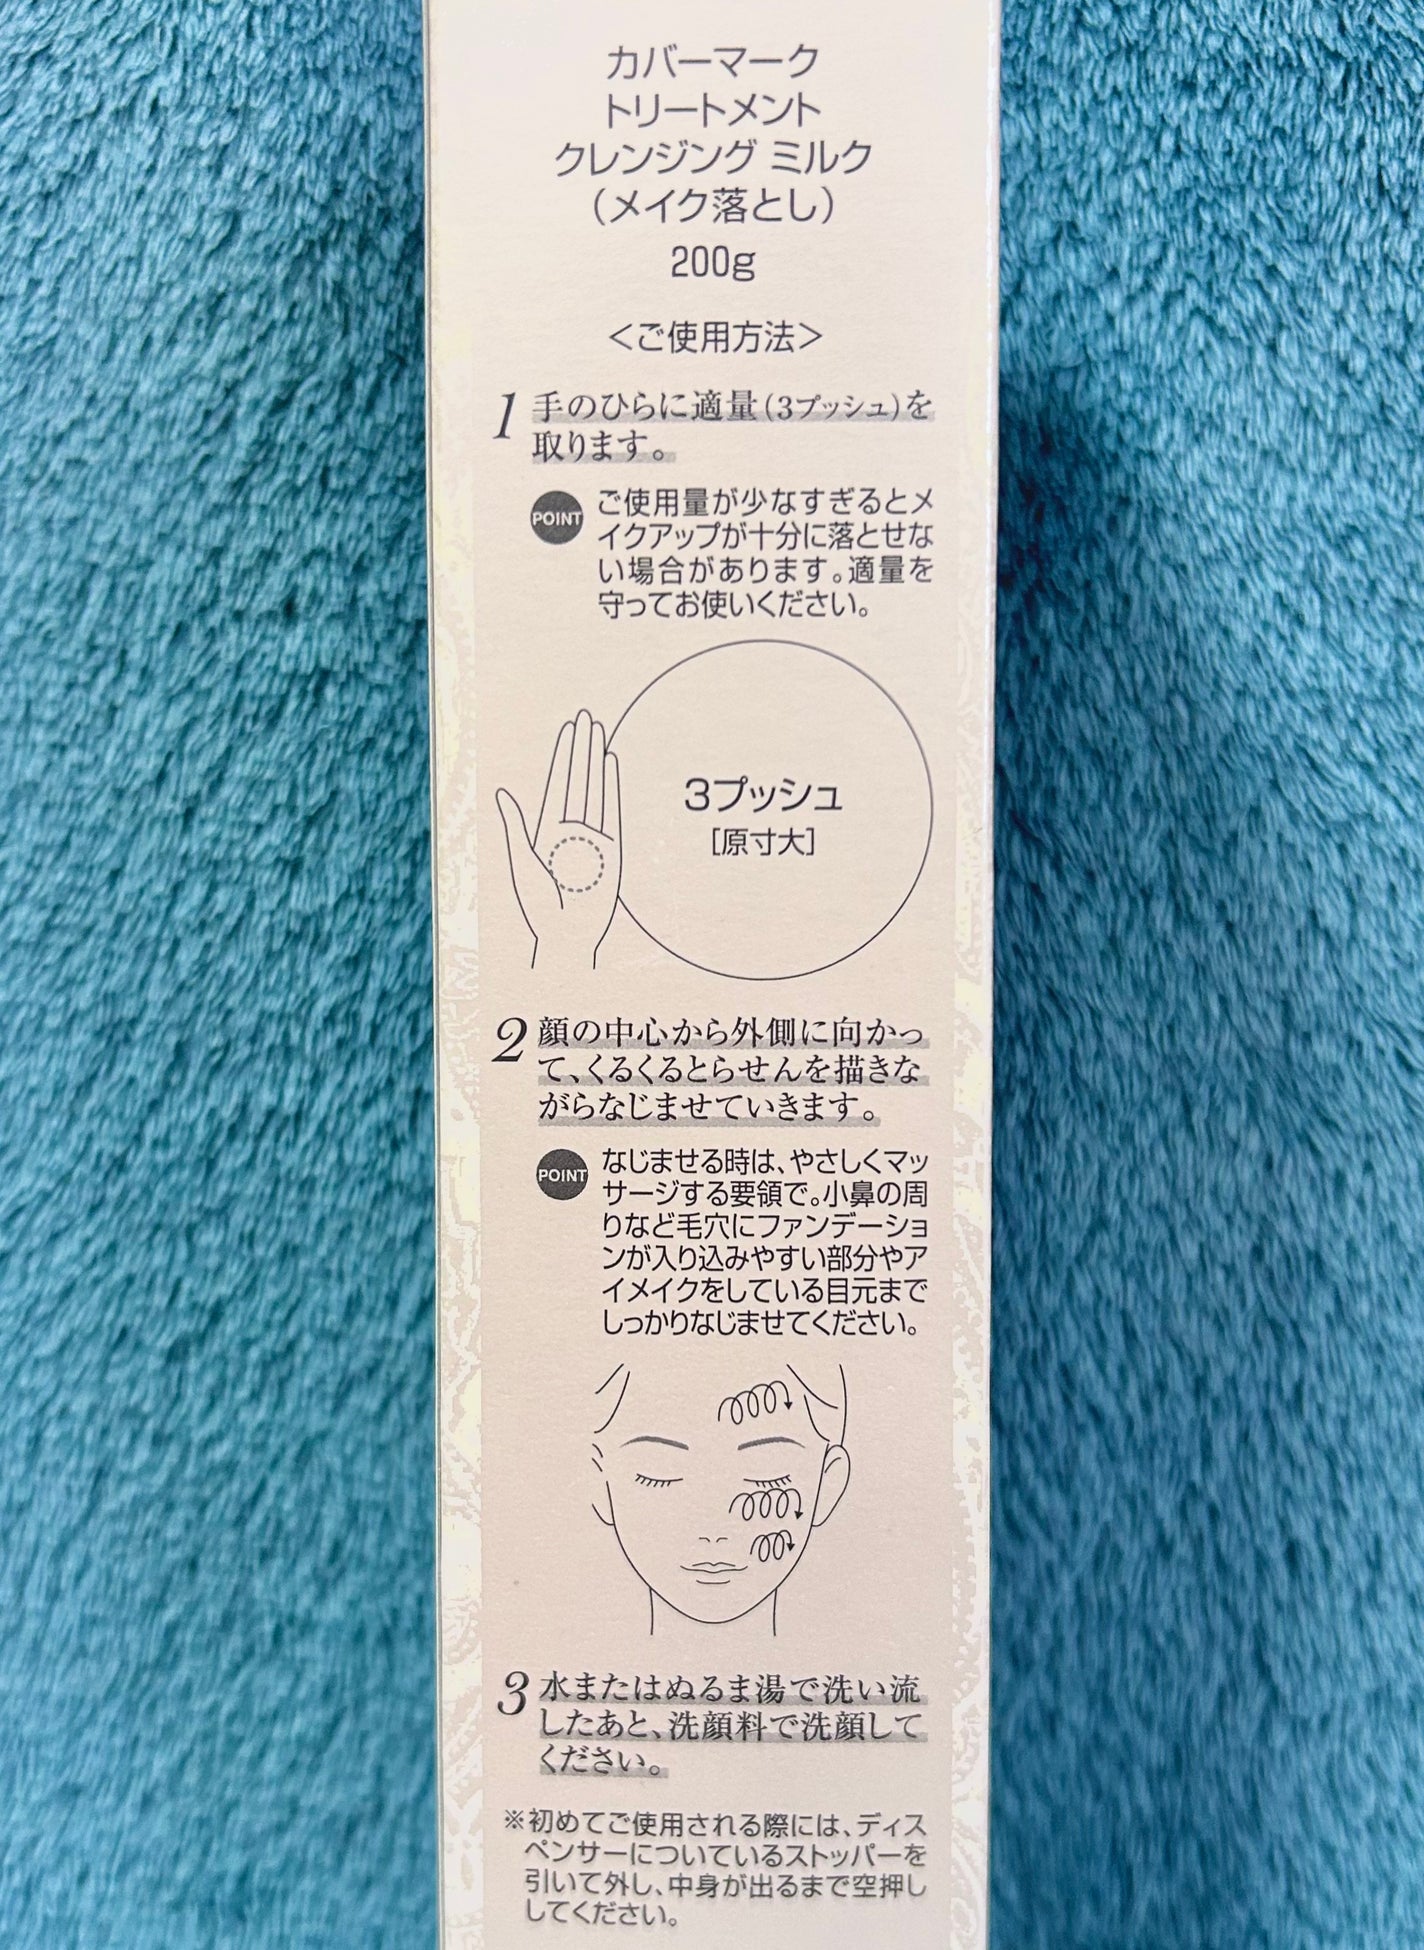 カバーマーク
トリートメント
クレンジング ミルク
（メイク落とし）
200g
＜ご使用方法＞
1 手のひらに適量（3プッシュ）を
取ります。
POINT ご使用量が少なすぎるとメ
イクアップが十分に落とせな
い場合があります。適量を
守ってお使いください。
3プッシュ
［原寸大］
2 顔の中心から外側に向かっ
て、くるくるとらせんを描きな
がらなじませていきます。
POINT なじませる時は、やさしくマッ
サージする要領で。小鼻の周
りなど毛穴にファンデーショ
ンが入り込みやすい部分やア
イメイクをしている目元まで
しっかりなじませてください。
3 水またはぬるま湯で洗い流
したあと、洗顔料で洗顔して
ください。
※初めてご使用される際には、ディス
ペンサーについているストッパーを
引いて外し、中身が出るまで空押し
してください。